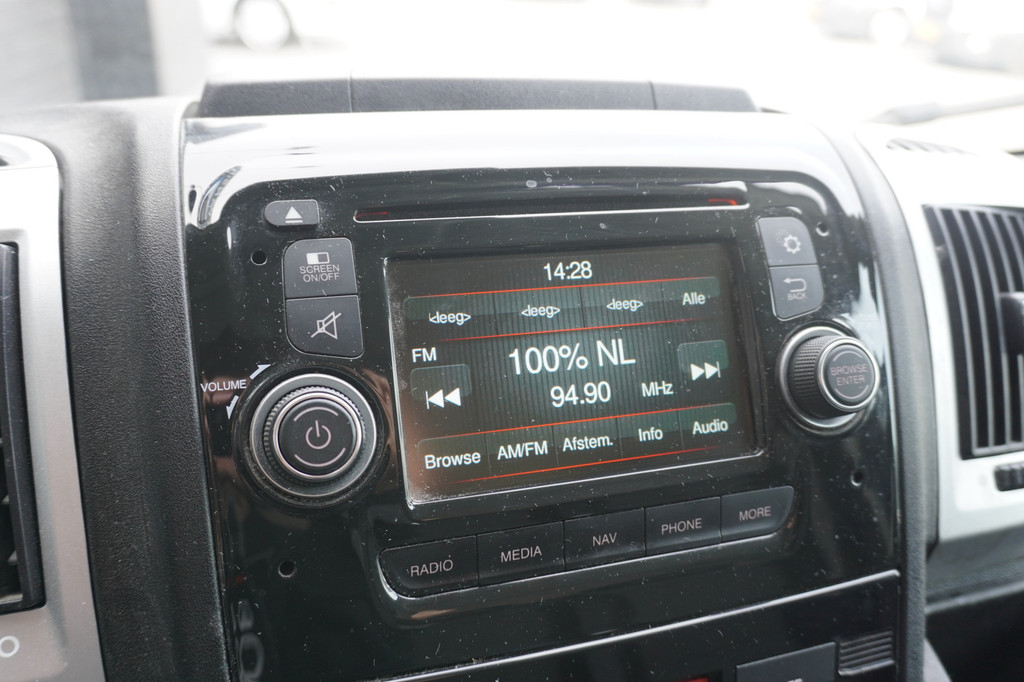 SCREEN
ON/OFF
VOLUME
14:28
<leeg> <leeg> <leeg> Alle
FM
100% NL
94.90 MHz
Browse AM/FM Afstem. Info Audio
BACK
BROWSE
ENTER
RADIO MEDIA NAV PHONE MORE